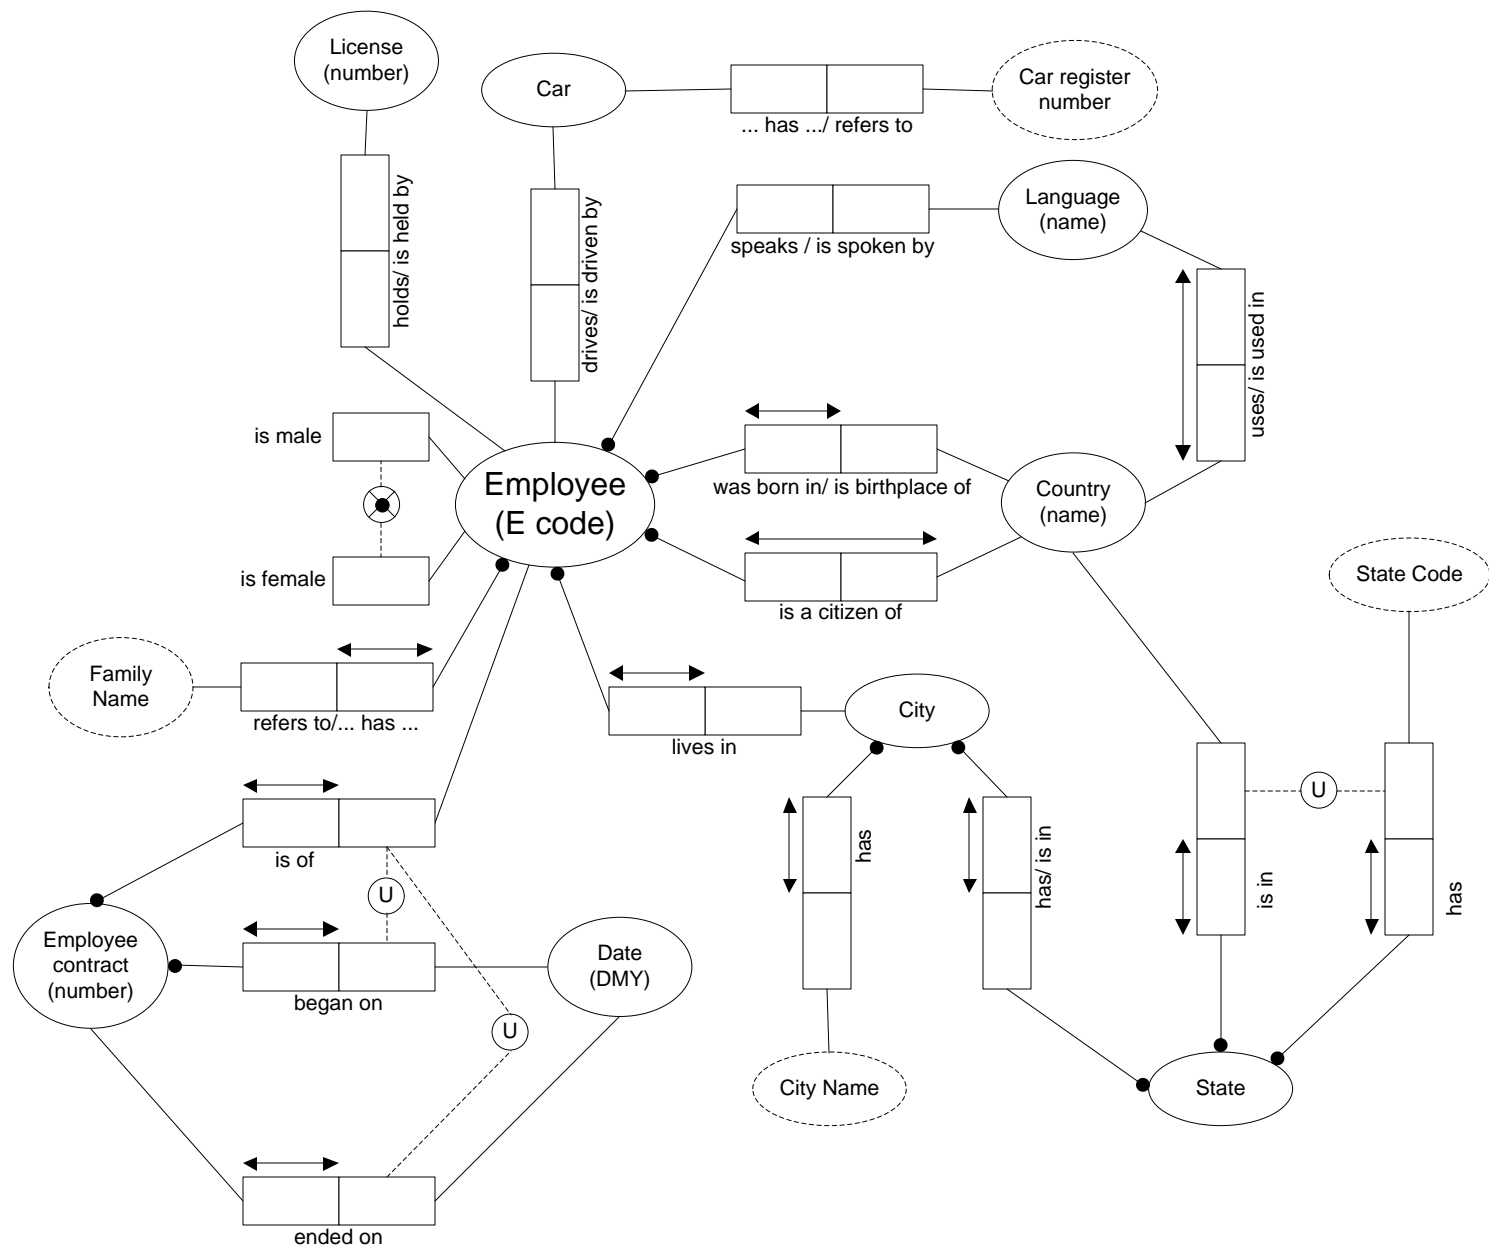 License
(number)
Car
Car register
number
... has .../ refers to
holds/ is held by
drives/ is driven by
Language
(name)
speaks / is spoken by
uses/ is used in
is male
Employee
(E code)
was born in/ is birthplace of
Country
(name)
is female
is a citizen of
State Code
Family
Name
refers to/... has ...
lives in
City
U
is of
has
has/ is in
is in
has
U
Employee
contract
(number)
began on
Date
(DMY)
U
City Name
State
ended on